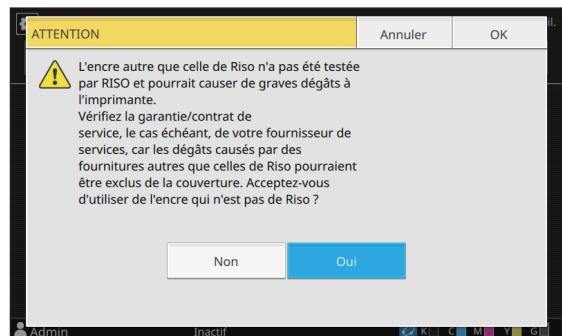 il.
ATTENTION
Annuler
OK
L'encre autre que celle de Riso n'a pas été testée
par RISO et pourrait causer de graves dégâts à
l'imprimante.
Vérifiez la garantie/contrat de
service, le cas échéant, de votre fournisseur de
services, car les dégâts causés par des
fournitures autres que celles de Riso pourraient
être exclus de la couverture. Acceptez-vous
d'utiliser de l'encre qui n'est pas de Riso ?
Non
Oui
Admin
Inactif
K C M Y G